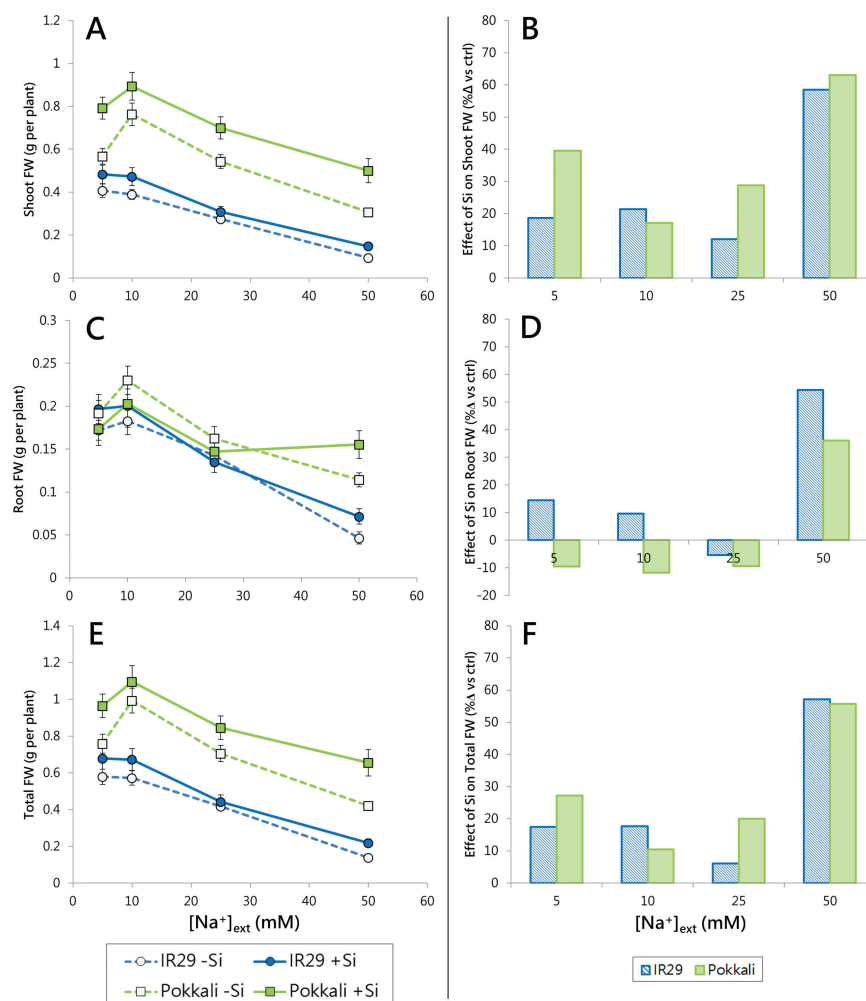 A
Shoot FW (g per plant)
1.2
1
0.8
0.6
0.4
0.2
0
0 10 20 30 40 50 60
B
Effect of Si on Shoot FW (%Δ vs ctrl)
80
70
60
50
40
30
20
10
0
5 10 25 50
C
Root FW (g per plant)
0.3
0.25
0.2
0.15
0.1
0.05
0
0 10 20 30 40 50 60
D
Effect of Si on Root FW (%Δ vs ctrl)
80
70
60
50
40
30
20
10
0
-10
-20
5 10 25 50
E
Total FW (g per plant)
1.4
1.2
1
0.8
0.6
0.4
0.2
0
0 10 20 30 40 50 60
[Na⁺]ext (mM)
F
Effect of Si on Total FW (%Δ vs ctrl)
80
70
60
50
40
30
20
10
0
5 10 25 50
[Na⁺]ext (mM)
IR29 -Si IR29 +Si
Pokkali -Si Pokkali +Si
IR29 Pokkali